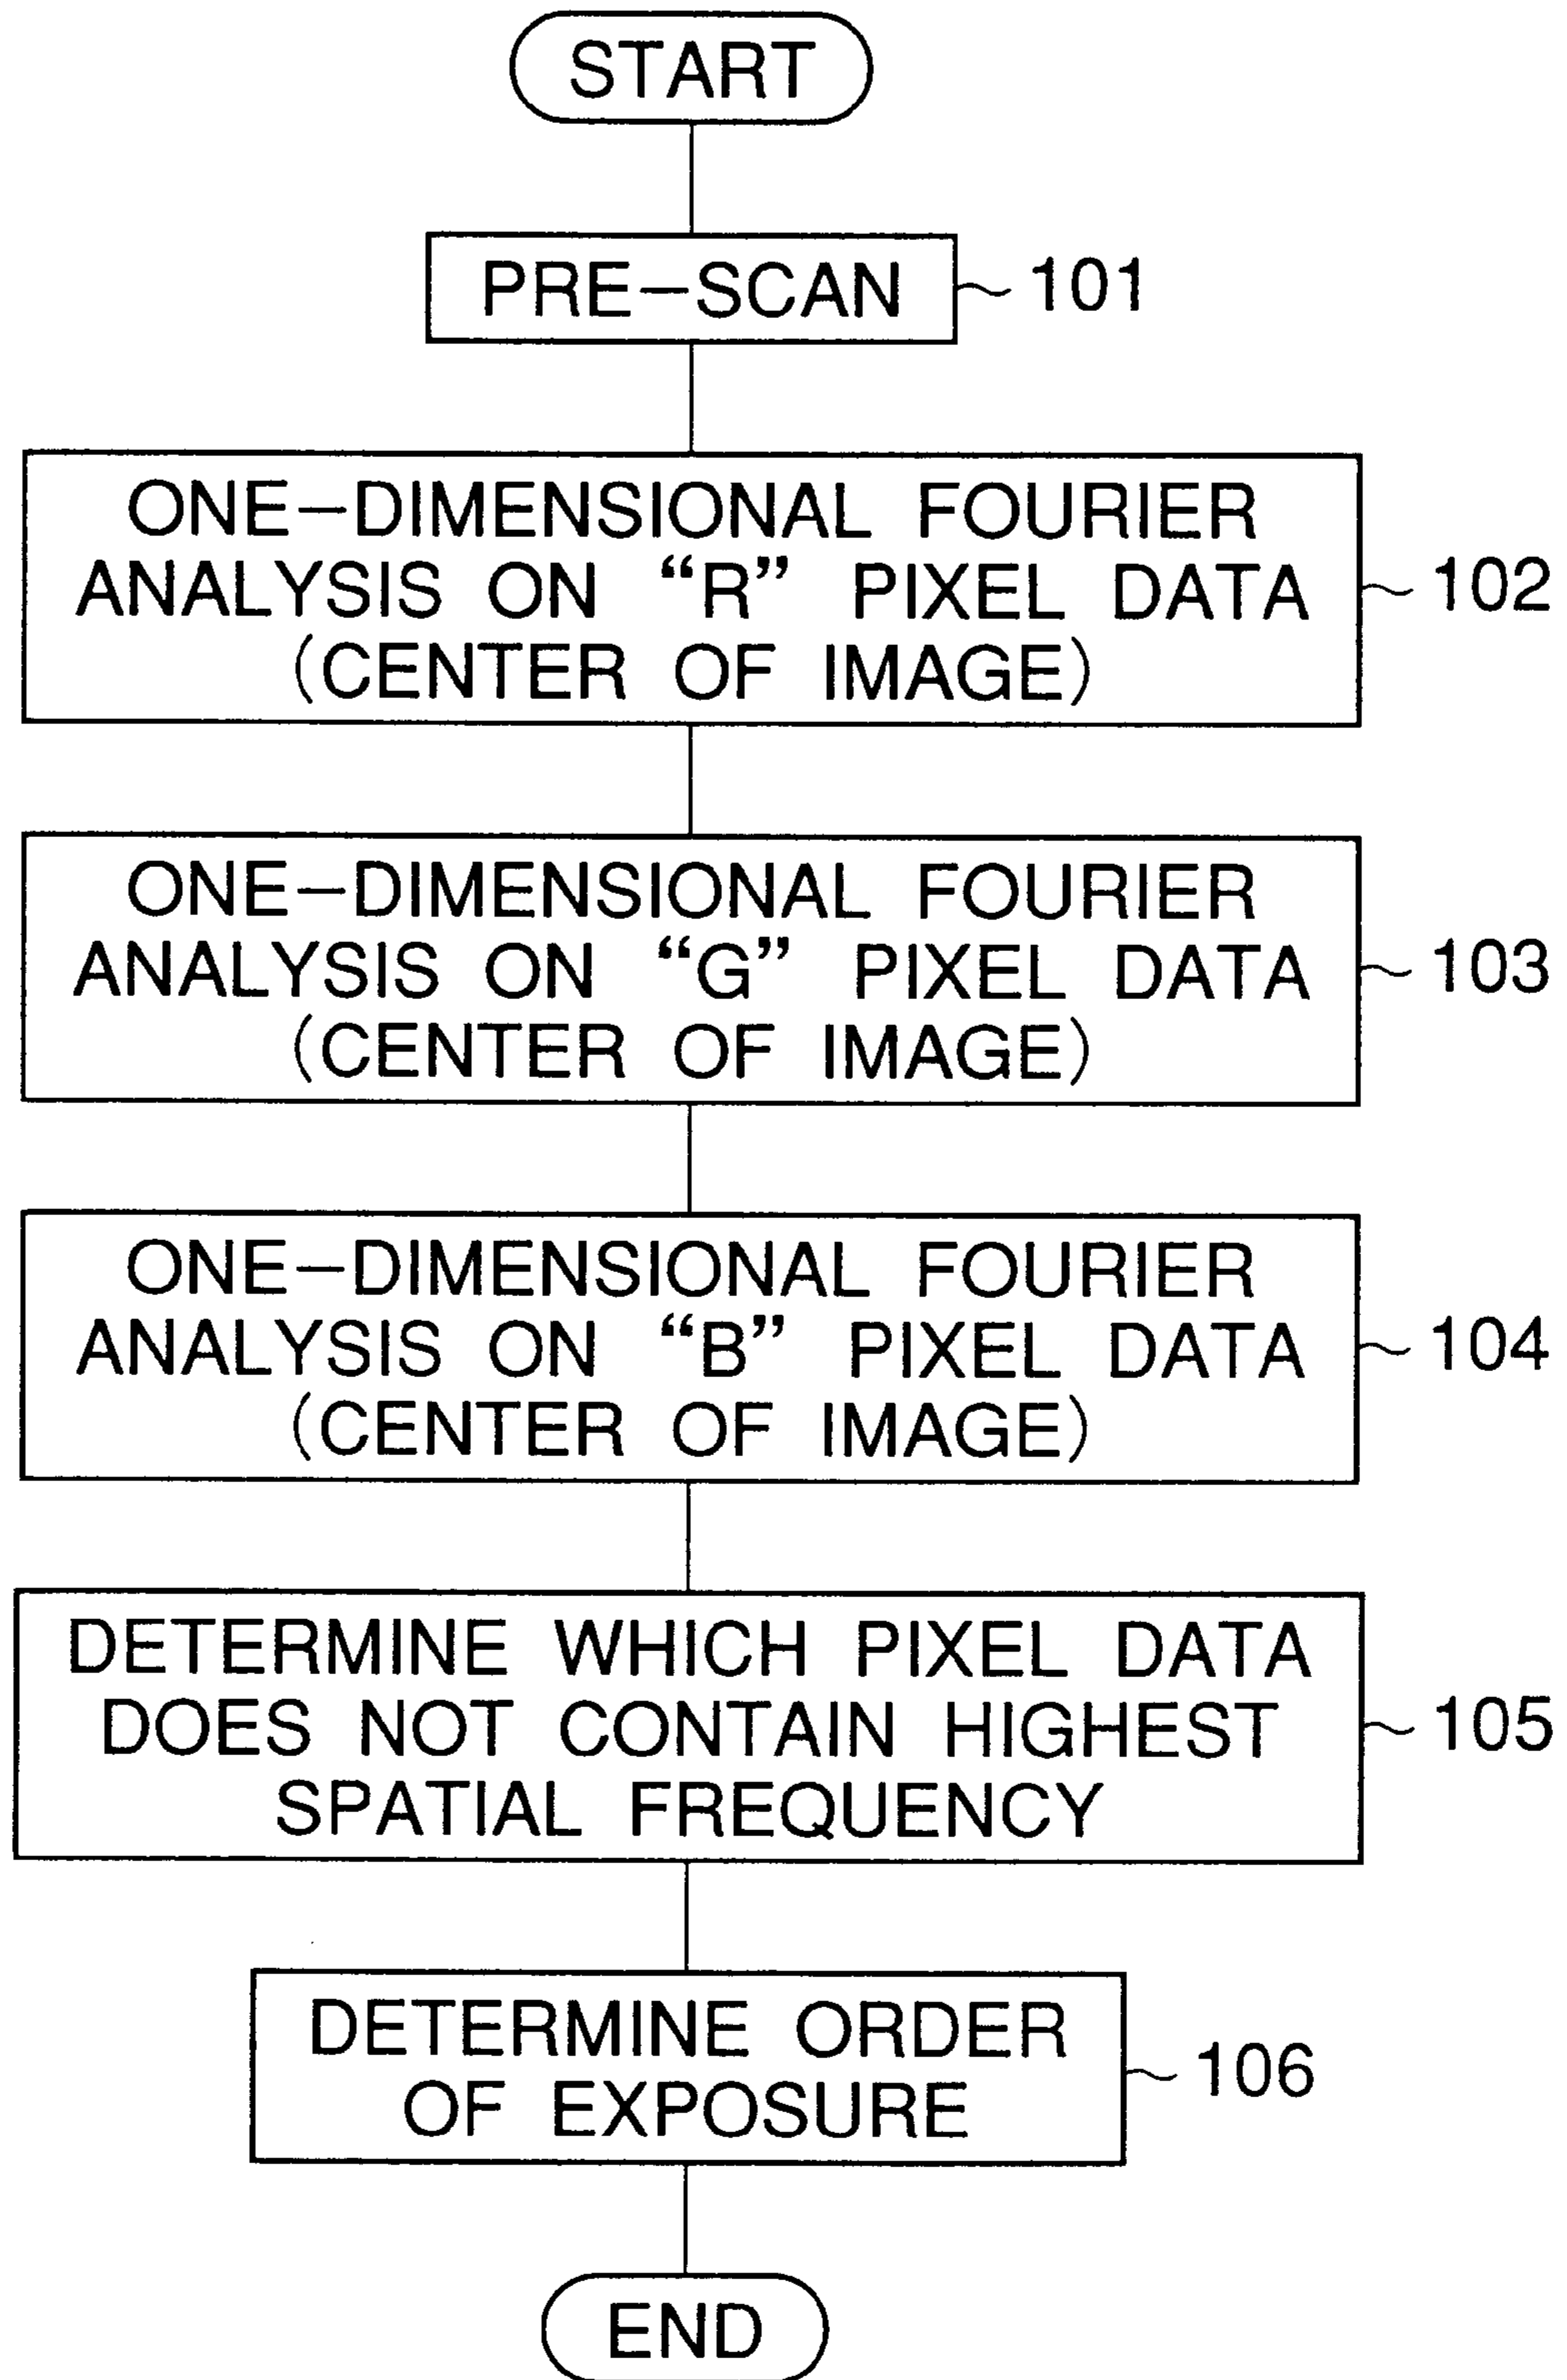 START
PRE-SCAN
101
ONE-DIMENSIONAL FOURIER
ANALYSIS ON “R” PIXEL DATA
(CENTER OF IMAGE)
102
ONE-DIMENSIONAL FOURIER
ANALYSIS ON “G” PIXEL DATA
(CENTER OF IMAGE)
103
ONE-DIMENSIONAL FOURIER
ANALYSIS ON “B” PIXEL DATA
(CENTER OF IMAGE)
104
DETERMINE WHICH PIXEL DATA
DOES NOT CONTAIN HIGHEST
SPATIAL FREQUENCY
105
DETERMINE ORDER
OF EXPOSURE
106
END